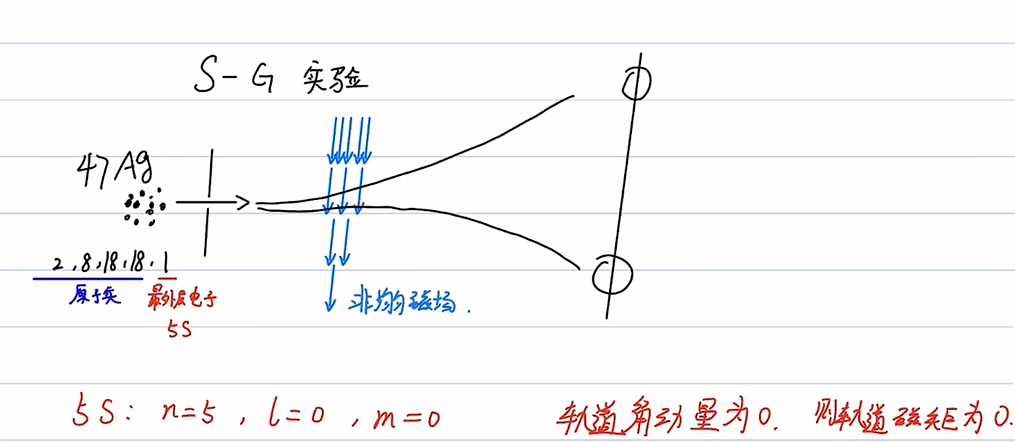 S-G 实验
47Ag
2,8,18,18,1
原子实 最外层电子
5S
非均匀磁场.
5S: n=5, l=0, m=0 轨道角动量为0. 则轨道磁矩为0.